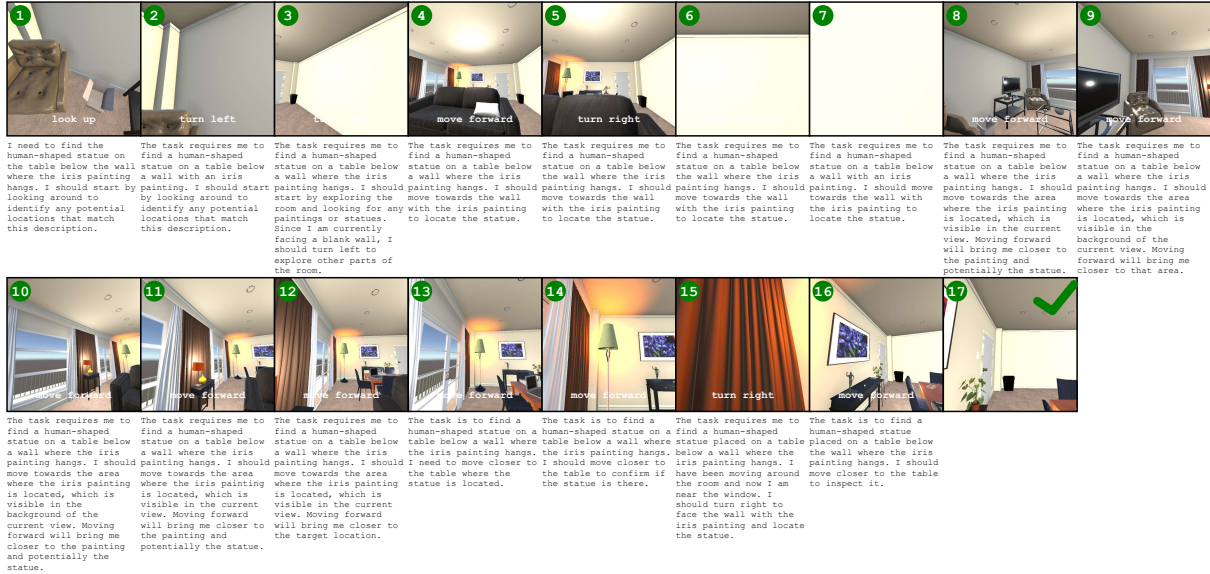 1
2
3
4
5
6
7
8
9
look up
turn left
move forward
turn right
move forward
move forward
I need to find the
human-shaped statue on
the table below the wall
where the iris painting
hangs. I should start by
looking around to
identify any potential
locations that match
this description.
The task requires me to
find a human-shaped
statue on a table below
a wall with an iris
painting. I should start
by looking around to
identify any potential
locations that match
this description.
The task requires me to
find a human-shaped
statue on a table below
a wall where the iris
painting hangs. I should
start by exploring the
room and looking for any
paintings or statues.
Since I am currently
facing a blank wall, I
should turn left to
explore other parts of
the room.
The task requires me to
find a human-shaped
statue on a table below
a wall where the iris
painting hangs. I should
move towards the wall
with the iris painting
to locate the statue.
The task requires me to
find a human-shaped
statue on a table below
the wall where the iris
painting hangs. I should
move towards the wall
with the iris painting
to locate the statue.
The task requires me to
find a human-shaped
statue on a table below
the wall where the iris
painting hangs. I should
move towards the wall
with the iris painting
to locate the statue.
The task requires me to
find a human-shaped
statue on a table below
a wall with an iris
painting. I should move
towards the wall with
the iris painting to
locate the statue.
The task requires me to
find a human-shaped
statue on a table below
a wall where the iris
painting hangs. I should
move towards the area
where the iris painting
is located, which is
visible in the current
view. Moving forward
will bring me closer to
the painting and
potentially the statue.
The task requires me to
find a human-shaped
statue on a table below
a wall where the iris
painting hangs. I should
move towards the area
where the iris painting
is located, which is
visible in the
background of the
current view. Moving
forward will bring me
closer to that area.
10
11
12
13
14
15
16
17
move forward
move forward
move forward
move forward
move forward
turn right
move forward
The task requires me to
find a human-shaped
statue on a table below
a wall where the iris
painting hangs. I should
move towards the area
where the iris painting
is located, which is
visible in the
background of the
current view. Moving
forward will bring me
closer to the painting
and potentially the
statue.
The task requires me to
find a human-shaped
statue on a table below
a wall where the iris
painting hangs. I should
move towards the area
where the iris painting
is located, which is
visible in the current
view. Moving forward
will bring me closer to
the painting and
potentially the statue.
The task requires me to
find a human-shaped
statue on a table below
a wall where the iris
painting hangs. I should
move towards the area
where the iris painting
is located, which is
visible in the current
view. Moving forward
will bring me closer to
the target location.
The task is to find a
human-shaped statue on a
table below a wall where
the iris painting hangs.
I need to move closer to
the table where the
statue is located.
The task is to find a
human-shaped statue on a
table below a wall where
the iris painting hangs.
I should move closer to
the table to confirm if
the statue is there.
The task requires me to
find a human-shaped
statue placed on a table
below a wall where the
iris painting hangs. I
have been moving around
the room and now I am
near the window. I
should turn right to
face the wall with the
iris painting and locate
the statue.
The task is to find a
human-shaped statue
placed on a table below
the wall where the iris
painting hangs. I should
move closer to the table
to inspect it.